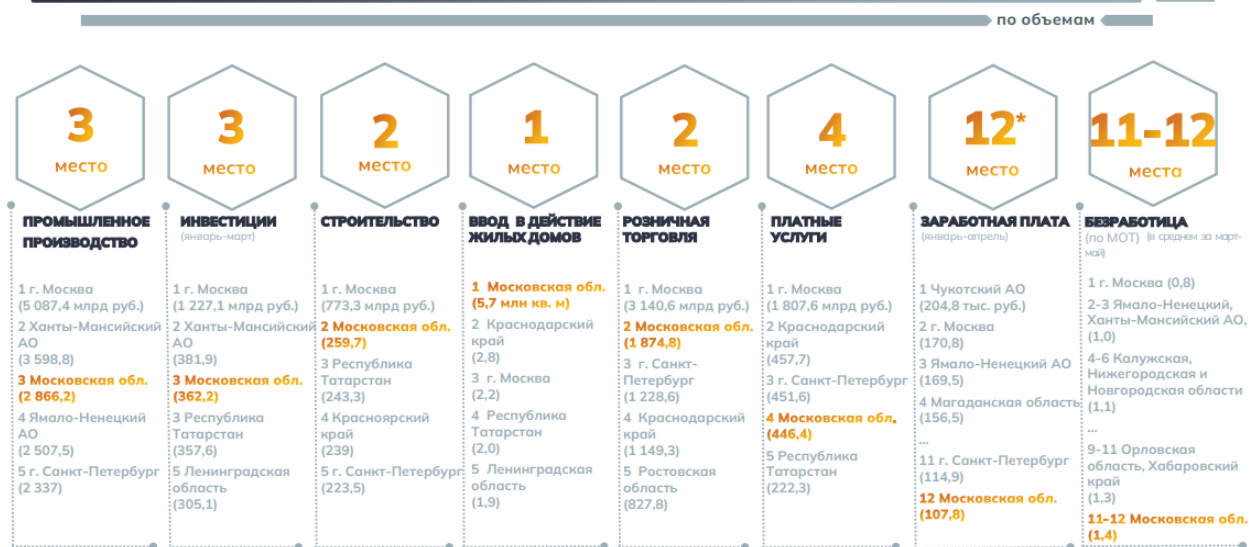 по объемам
3
место
3
место
2
место
1
место
2
место
4
место
12*
место
11-12
места
ПРОМЫШЛЕННОЕ
ПРОИЗВОДСТВО
1 г. Москва
(5 087,4 млрд руб.)
2 Ханты-Мансийский
АО
(3 598,8)
3 Московская обл.
(2 866,2)
4 Ямало-Ненецкий
АО
(2 507,5)
5 г. Санкт-Петербург
(2 337)
ИНВЕСТИЦИИ
(январь-март)
1 г. Москва
(1 227,1 млрд руб.)
2 Ханты-Мансийский
АО
(381,9)
3 Московская обл.
(362,2)
3 Республика
Татарстан
(357,6)
5 Ленинградская
область
(305,1)
СТРОИТЕЛЬСТВО
1 г. Москва
(773,3 млрд руб.)
2 Московская обл.
(259,7)
3 Республика
Татарстан
(243,3)
4 Красноярский
край
(239)
5 г. Санкт-Петербург
(223,5)
ВВОД В ДЕЙСТВИЕ
ЖИЛЫХ ДОМОВ
1 Московская обл.
(5,7 млн кв. м)
2 Краснодарский
край
(2,8)
3 г. Москва
(2,2)
4 Республика
Татарстан
(2,0)
5 Ленинградская
область
(1,9)
РОЗНИЧНАЯ
ТОРГОВЛЯ
1 г. Москва
(3 140,6 млрд руб.)
2 Московская обл.
(1 874,8)
3 г. Санкт-
Петербург
(1 228,6)
4 Краснодарский
край
(1 149,3)
5 Ростовская
область
(827,8)
ПЛАТНЫЕ
УСЛУГИ
1 г. Москва
(1 807,6 млрд руб.)
2 Краснодарский
край
(457,7)
3 г. Санкт-Петербург
(451,6)
4 Московская обл.
(446,4)
5 Республика
Татарстан
(222,3)
ЗАРАБОТНАЯ ПЛАТА
(январь-апрель)
1 Чукотский АО
(204,8 тыс. руб.)
2 г. Москва
(170,8)
3 Ямало-Ненецкий АО
(169,5)
4 Магаданская область
(156,5)
...
11 г. Санкт-Петербург
(114,9)
12 Московская обл.
(107,8)
БЕЗРАБОТИЦА
(по МОТ) (в среднем за март-
май)
1 г. Москва (0,8)
2-3 Ямало-Ненецкий,
Ханты-Мансийский АО,
(1,0)
4-6 Калужская,
Нижегородская и
Новгородская области
(1,1)
...
9-11 Орловская
область, Хабаровский
край
(1,3)
11-12 Московская обл.
(1,4)